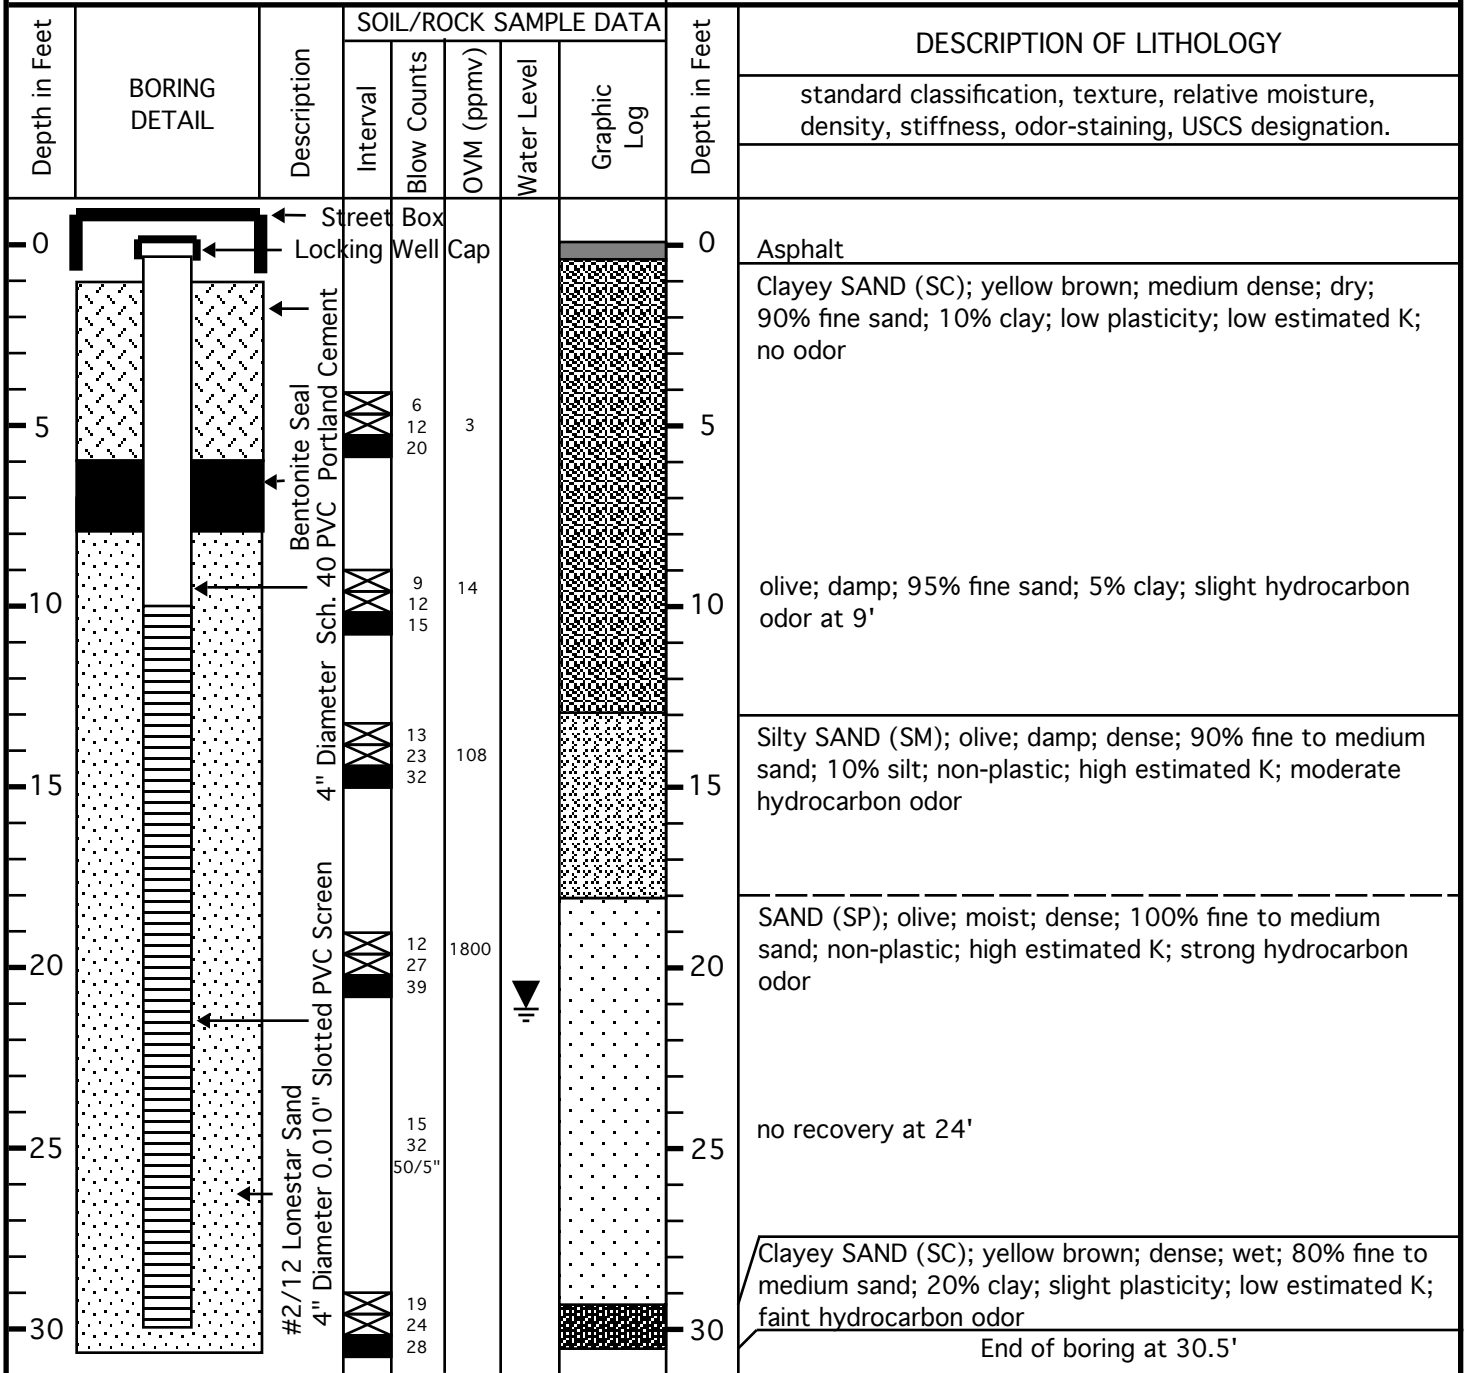 SOIL/ROCK SAMPLE DATA
Depth in Feet
BORING
DETAIL
Description
Interval
Blow Counts
OVM (ppmv)
Water Level
Graphic
Log
Depth in Feet
DESCRIPTION OF LITHOLOGY
standard classification, texture, relative moisture,
density, stiffness, odor-staining, USCS designation.
Street Box
Locking Well Cap
Portland Cement
Bentonite Seal
4" Diameter Sch. 40 PVC
4" Diameter 0.010" Slotted PVC Screen
#2/12 Lonestar Sand
0
5
10
15
20
25
30
6
12
20
3
9
12
15
14
13
23
32
108
12
27
39
1800
15
32
50/5"
19
24
28
0
5
10
15
20
25
30
Asphalt
Clayey SAND (SC); yellow brown; medium dense; dry;
90% fine sand; 10% clay; low plasticity; low estimated K;
no odor
olive; damp; 95% fine sand; 5% clay; slight hydrocarbon
odor at 9'
Silty SAND (SM); olive; damp; dense; 90% fine to medium
sand; 10% silt; non-plastic; high estimated K; moderate
hydrocarbon odor
SAND (SP); olive; moist; dense; 100% fine to medium
sand; non-plastic; high estimated K; strong hydrocarbon
odor
no recovery at 24'
Clayey SAND (SC); yellow brown; dense; wet; 80% fine to
medium sand; 20% clay; slight plasticity; low estimated K;
faint hydrocarbon odor
End of boring at 30.5'